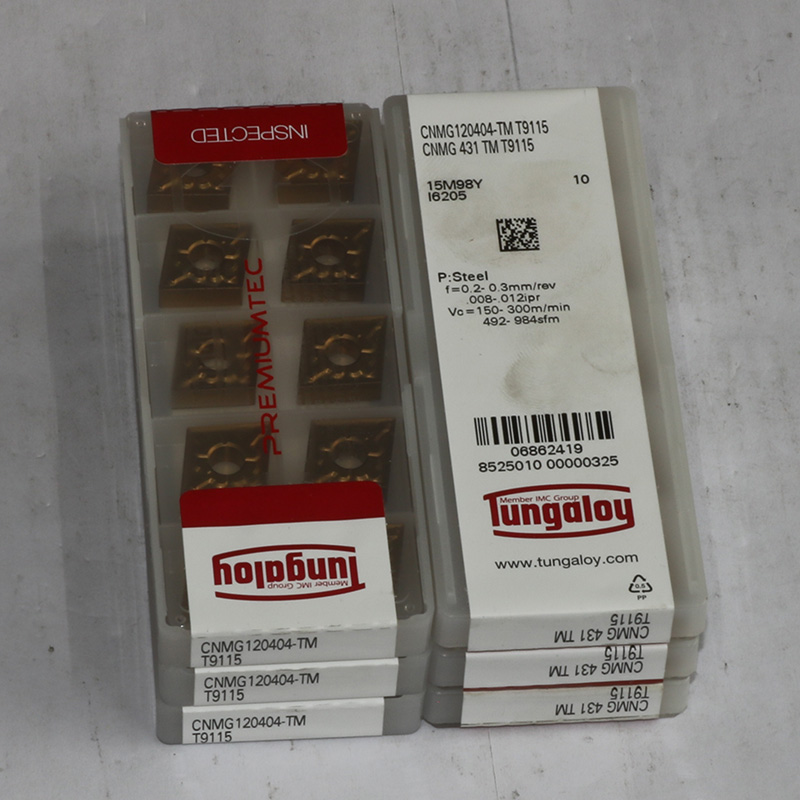 INSPECTED
PREMIUMTEC
Member IMC Group
Tungaloy
CNMG120404-TM
T9115
CNMG120404-TM
T9115
CNMG120404-TM
T9115
CNMG120404-TM T9115
CNMG 431 TM T9115
15M98Y 10
I6205
P:Steel
f=0.2- 0.3mm/rev
.008-.012ipr
Vc=150- 300m/min
492- 984sfm
06862419
8525010 00000325
Member IMC Group
Tungaloy
www.tungaloy.com
PP
CNMG 431 TM
T9115
CNMG 431 TM
T9115
CNMG 431 TM
T9115